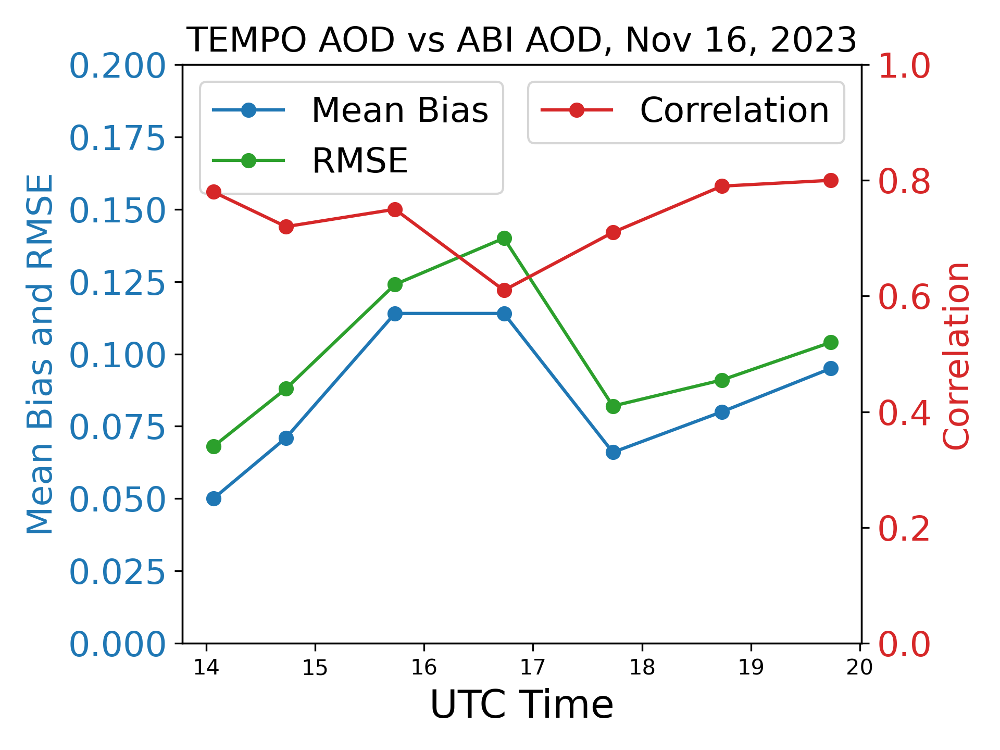 TEMPO AOD vs ABI AOD, Nov 16, 2023
Mean Bias
RMSE
Correlation
Mean Bias and RMSE
0.200
0.175
0.150
0.125
0.100
0.075
0.050
0.025
0.000
1.0
0.8
0.6
0.4
0.2
0.0
Correlation
14 15 16 17 18 19 20
UTC Time